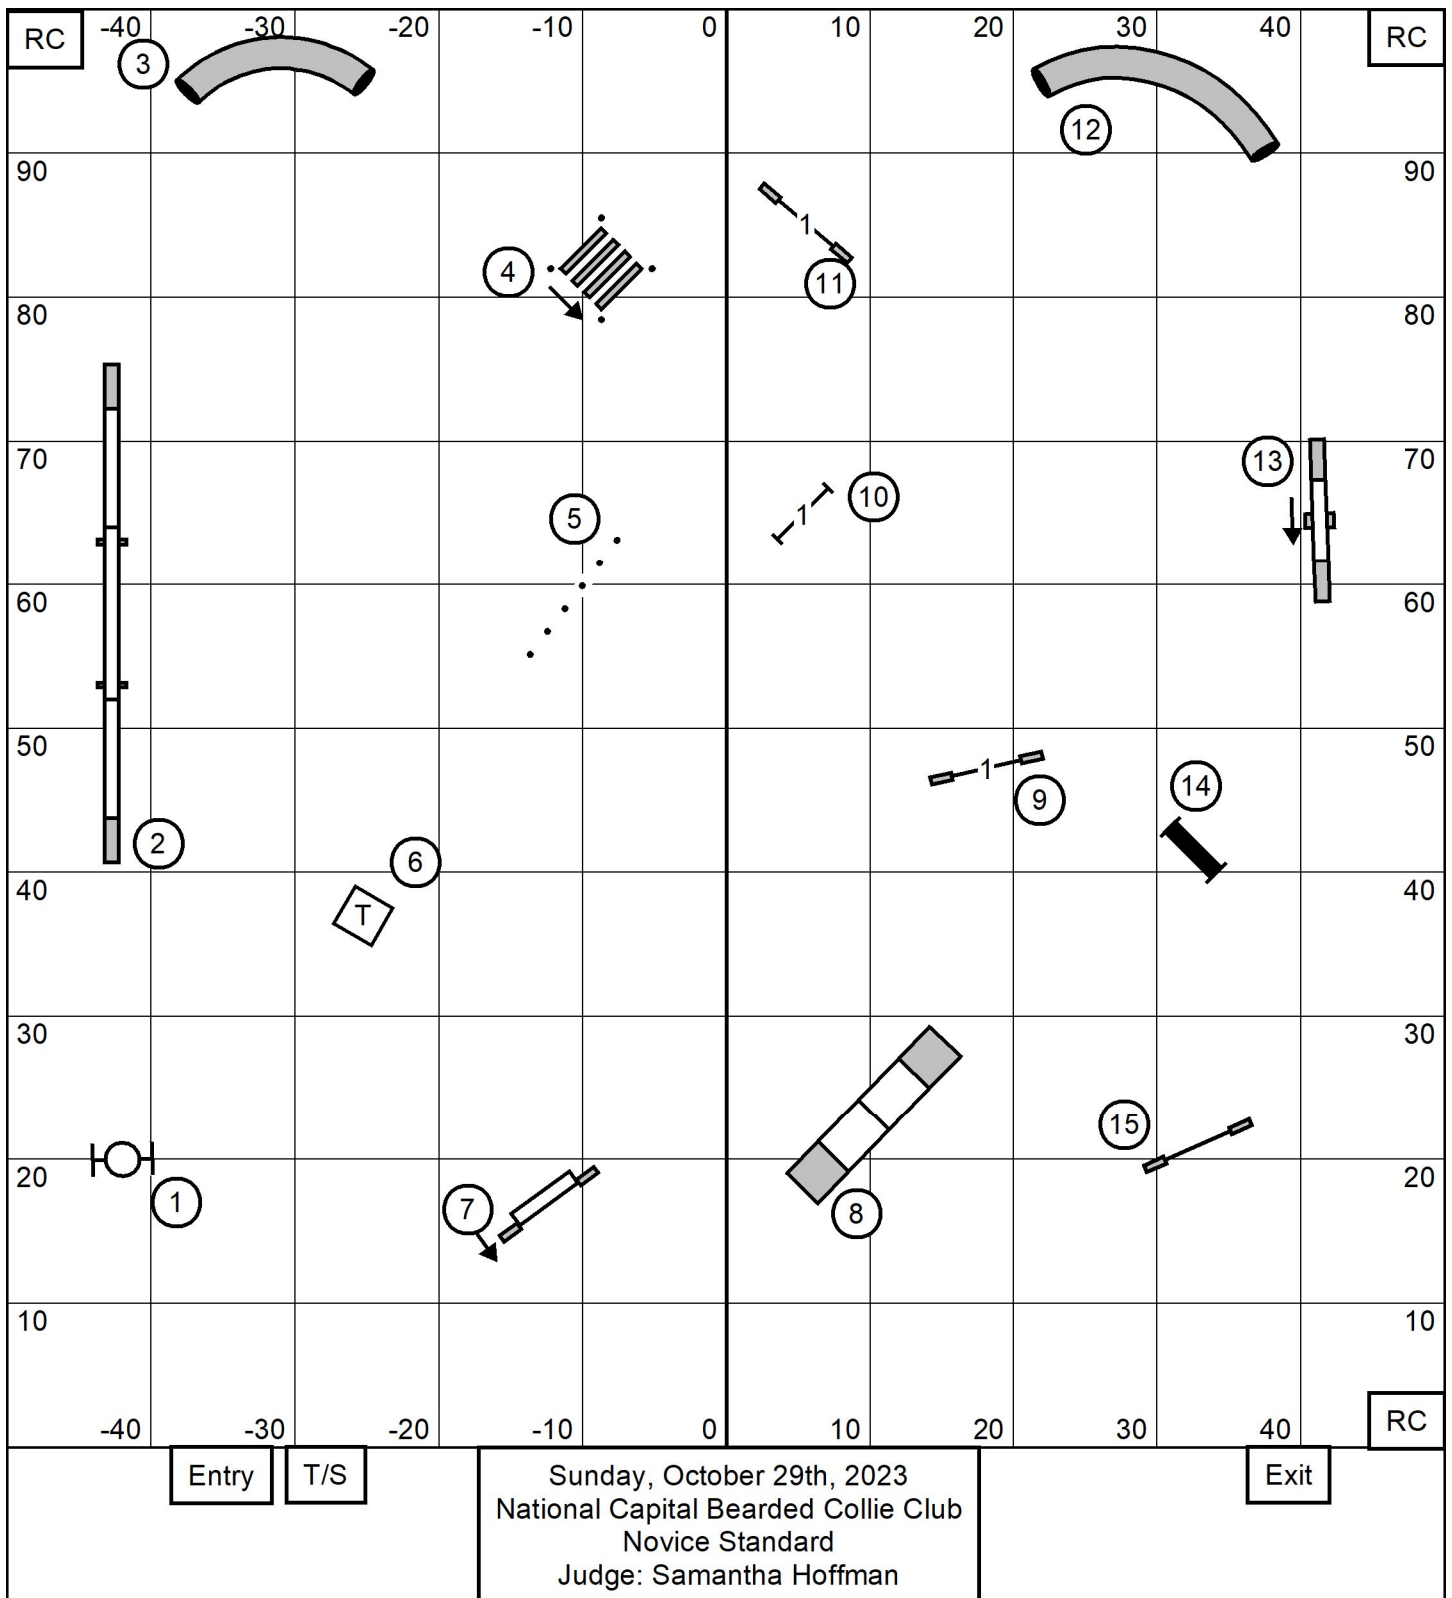 RC -40 -30 -20 -10 0 10 20 30 40 RC
3
12
90 90
1
4
11
80 80
70 13 70
10
5 1
60 60
50 50
1 14
9
2
6
40 40
T
30 30
15
20 20
1 7 8
10 10
RC
-40 -30 -20 -10 0 10 20 30 40
Entry T/S Exit
Sunday, October 29th, 2023
National Capital Bearded Collie Club
Novice Standard
Judge: Samantha Hoffman